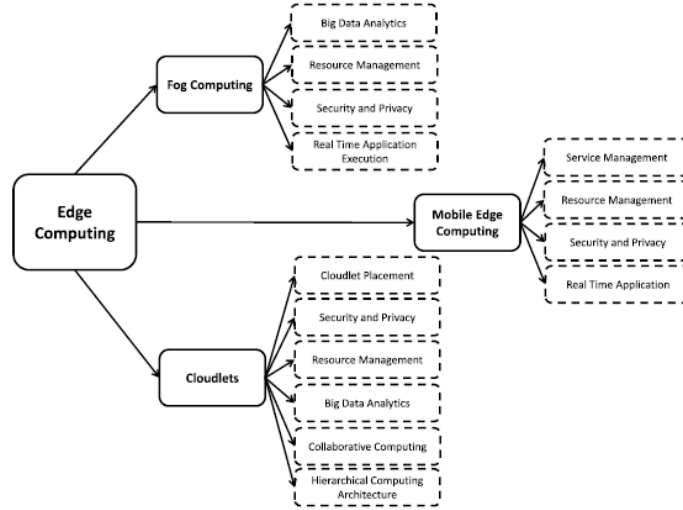 Big Data Analytics
Resource Management
Fog Computing
Security and Privacy
Real Time Application
Execution
Edge
Computing
Mobile Edge
Computing
Service Management
Resource Management
Security and Privacy
Real Time Application
Cloudlet Placement
Security and Privacy
Resource Management
Cloudlets
Big Data Analytics
Collaborative Computing
Hierarchical Computing
Architecture